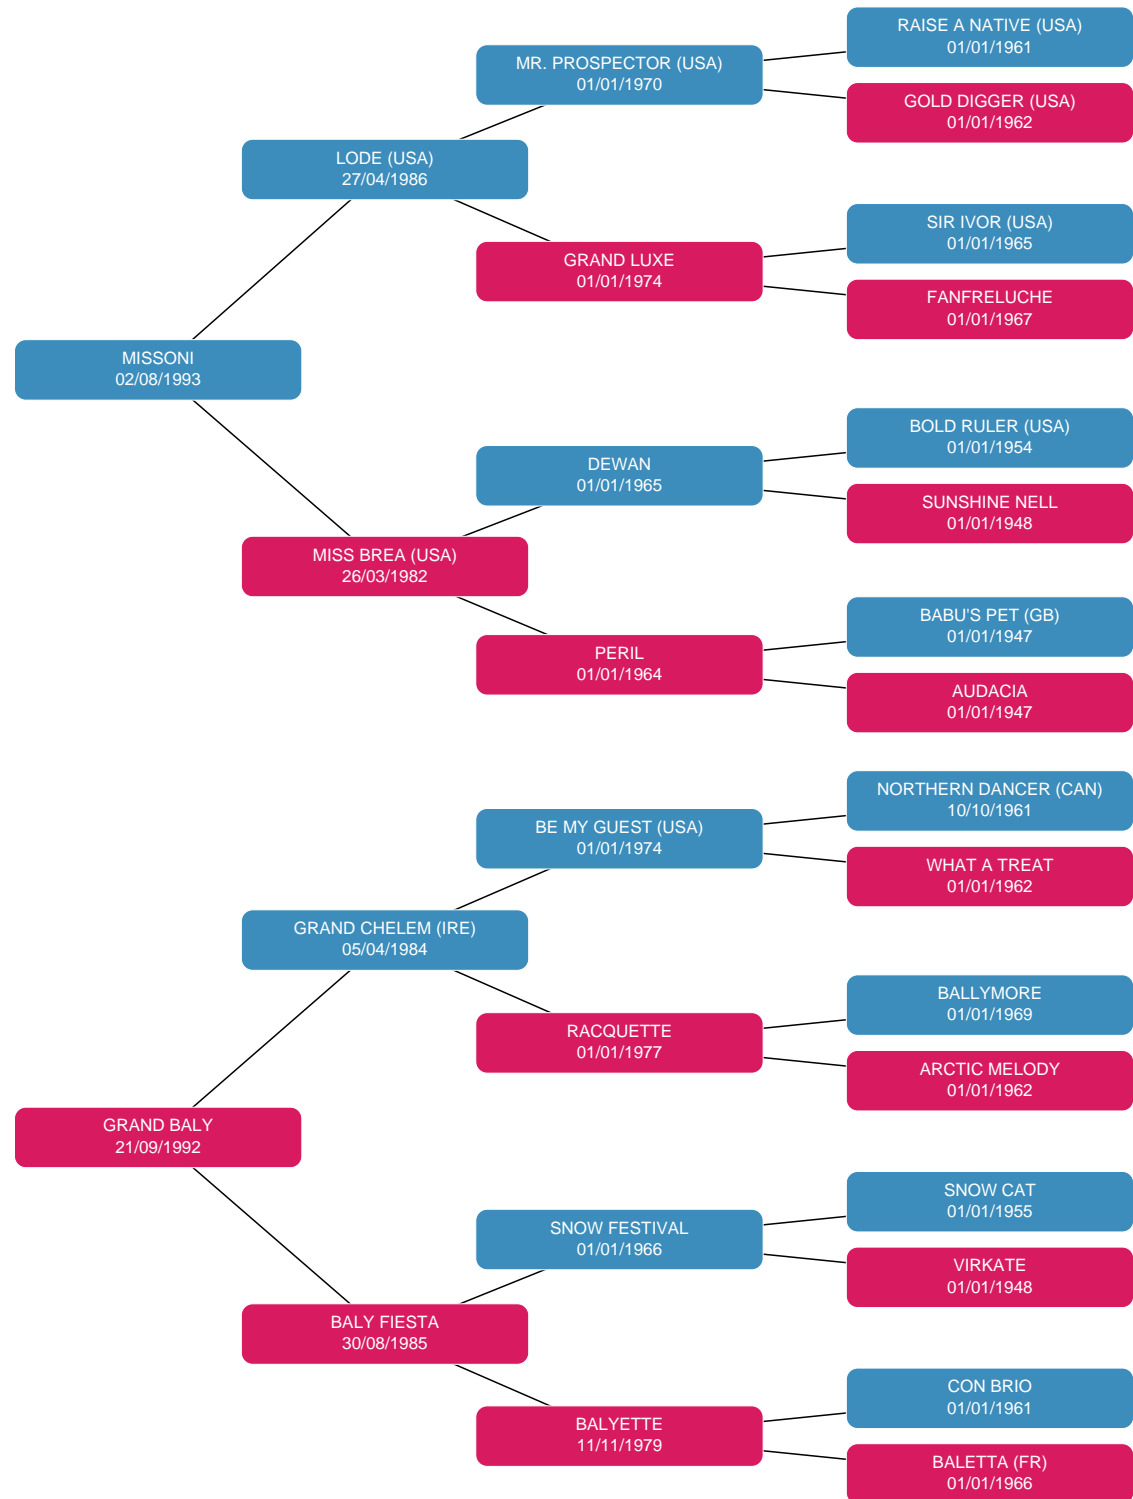 RAISE A NATIVE (USA)
01/01/1961
MR. PROSPECTOR (USA)
01/01/1970
GOLD DIGGER (USA)
01/01/1962
LODE (USA)
27/04/1986
SIR IVOR (USA)
01/01/1965
GRAND LUXE
01/01/1974
FANFRELUCHE
01/01/1967
MISSONI
02/08/1993
BOLD RULER (USA)
01/01/1954
DEWAN
01/01/1965
SUNSHINE NELL
01/01/1948
MISS BREA (USA)
26/03/1982
BABU'S PET (GB)
01/01/1947
PERIL
01/01/1964
AUDACIA
01/01/1947
NORTHERN DANCER (CAN)
10/10/1961
BE MY GUEST (USA)
01/01/1974
WHAT A TREAT
01/01/1962
GRAND CHELEM (IRE)
05/04/1984
BALLYMORE
01/01/1969
RACQUETTE
01/01/1977
ARCTIC MELODY
01/01/1962
GRAND BALY
21/09/1992
SNOW CAT
01/01/1955
SNOW FESTIVAL
01/01/1966
VIRKATE
01/01/1948
BALY FIESTA
30/08/1985
CON BRIO
01/01/1961
BALYETTE
11/11/1979
BALETTA (FR)
01/01/1966